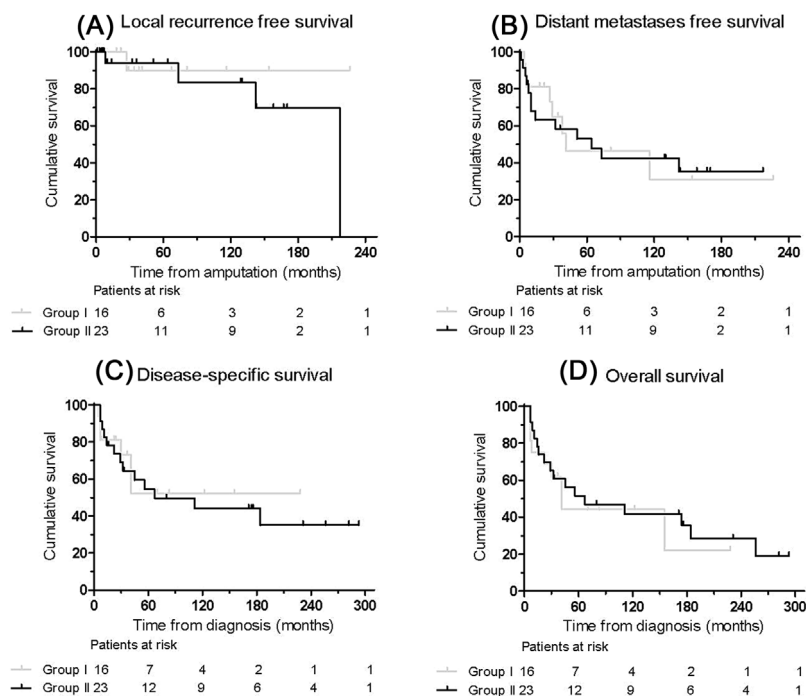 (A) Local recurrence free survival
Cumulative survival
100
80
60
40
20
0
0 60 120 180 240
Time from amputation (months)
Patients at risk
Group I 16 6 3 2 1
Group II 23 11 9 2 1
(B) Distant metastases free survival
Cumulative survival
100
80
60
40
20
0
0 60 120 180 240
Time from amputation (months)
Patients at risk
Group I 16 6 3 2 1
Group II 23 11 9 2 1
(C) Disease-specific survival
Cumulative survival
100
80
60
40
20
0
0 60 120 180 240 300
Time from diagnosis (months)
Patients at risk
Group I 16 7 4 2 1 1
Group II 23 12 9 6 4 1
(D) Overall survival
Cumulative survival
100
80
60
40
20
0
0 60 120 180 240 300
Time from diagnosis (months)
Patients at risk
Group I 16 7 4 2 1 1
Group II 23 12 9 6 4 1